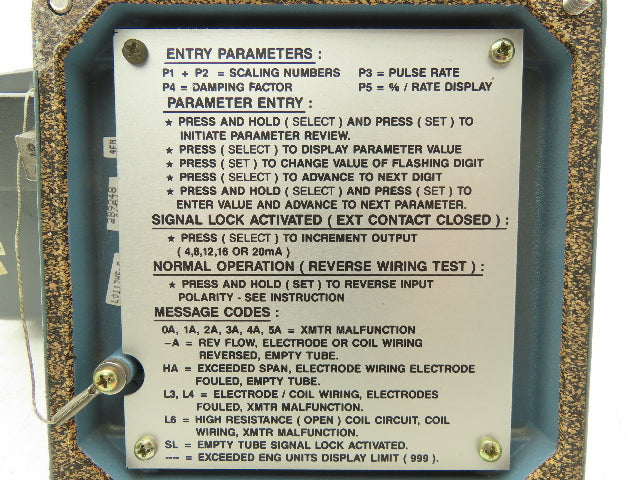 ENTRY PARAMETERS :
P1 + P2 = SCALING NUMBERS P3 = PULSE RATE
P4 = DAMPING FACTOR P5 = % / RATE DISPLAY
PARAMETER ENTRY :
★ PRESS AND HOLD ( SELECT ) AND PRESS ( SET ) TO
INITIATE PARAMETER REVIEW.
★ PRESS ( SELECT ) TO DISPLAY PARAMETER VALUE
★ PRESS ( SET ) TO CHANGE VALUE OF FLASHING DIGIT
★ PRESS ( SELECT ) TO ADVANCE TO NEXT DIGIT
★ PRESS AND HOLD ( SELECT ) AND PRESS ( SET ) TO
ENTER VALUE AND ADVANCE TO NEXT PARAMETER.
SIGNAL LOCK ACTIVATED ( EXT CONTACT CLOSED ) :
★ PRESS ( SELECT ) TO INCREMENT OUTPUT
( 4,8,12,16 OR 20mA )
NORMAL OPERATION ( REVERSE WIRING TEST ) :
★ PRESS AND HOLD ( SET ) TO REVERSE INPUT
POLARITY - SEE INSTRUCTION
MESSAGE CODES :
0A, 1A, 2A, 3A, 4A, 5A = XMTR MALFUNCTION
–A = REV FLOW, ELECTRODE OR COIL WIRING
REVERSED, EMPTY TUBE.
HA = EXCEEDED SPAN, ELECTRODE WIRING ELECTRODE
FOULED, EMPTY TUBE.
L3, L4 = ELECTRODE / COIL WIRING, ELECTRODES
FOULED, XMTR MALFUNCTION.
L6 = HIGH RESISTANCE ( OPEN ) COIL CIRCUIT, COIL
WIRING, XMTR MALFUNCTION.
SL = EMPTY TUBE SIGNAL LOCK ACTIVATED.
–– = EXCEEDED ENG UNITS DISPLAY LIMIT ( 999 ).